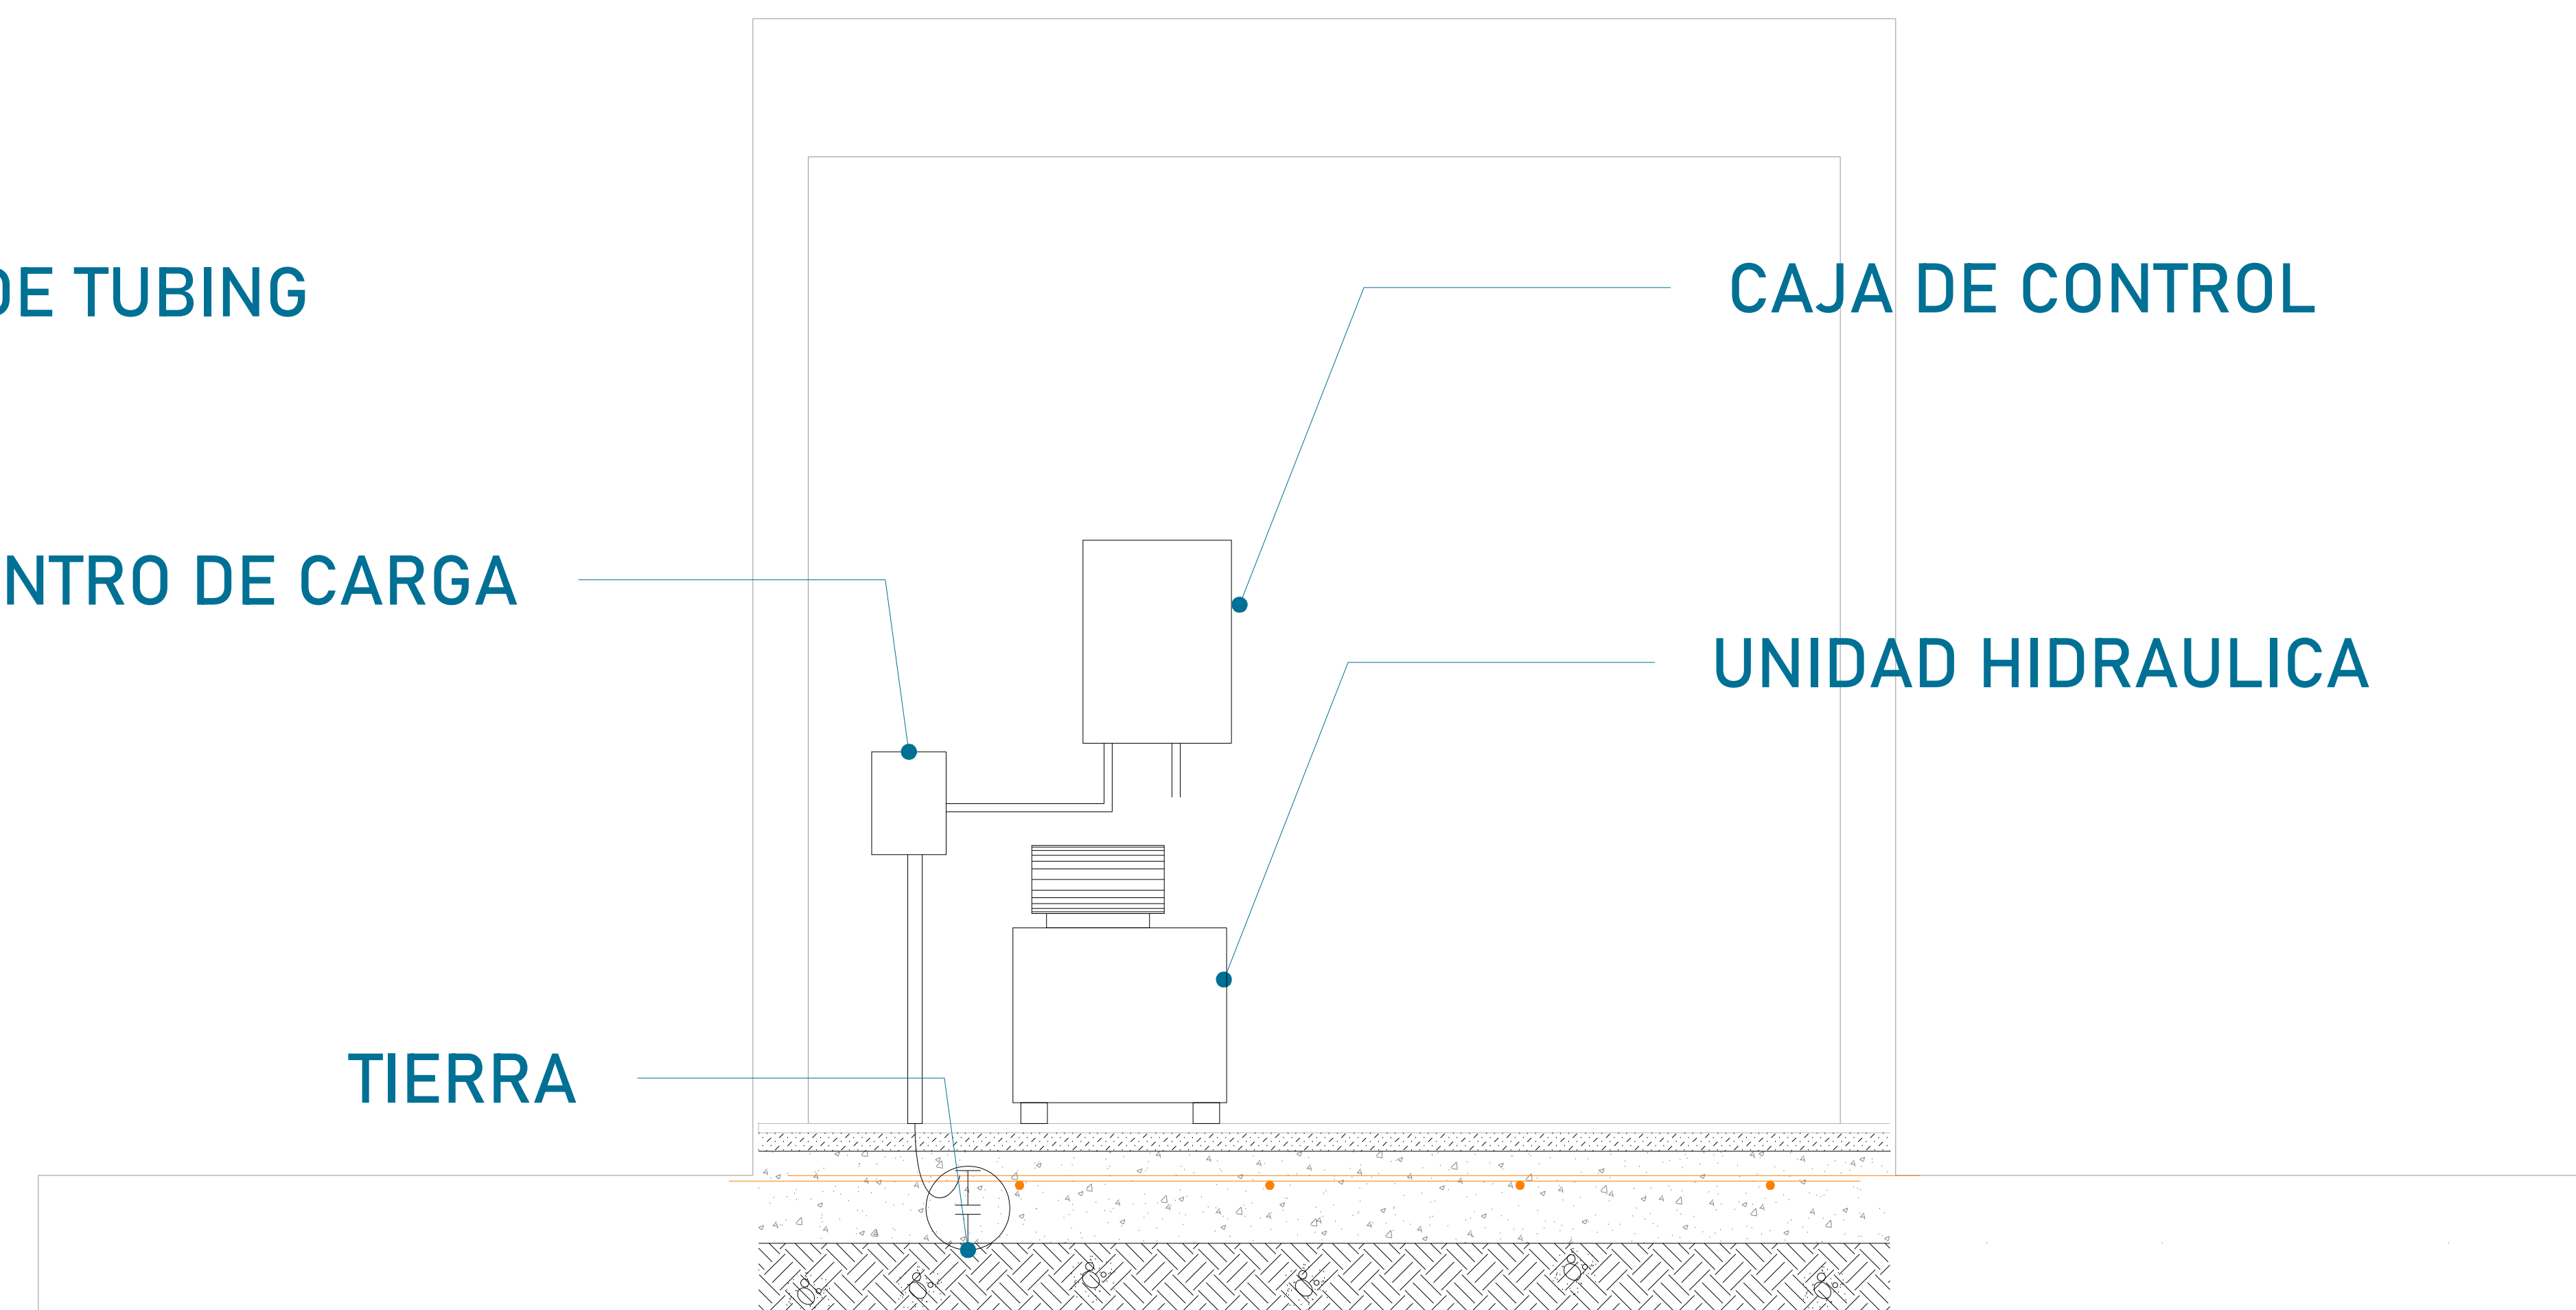 DE TUBING
CAJA DE CONTROL
NTRO DE CARGA
UNIDAD HIDRAULICA
TIERRA